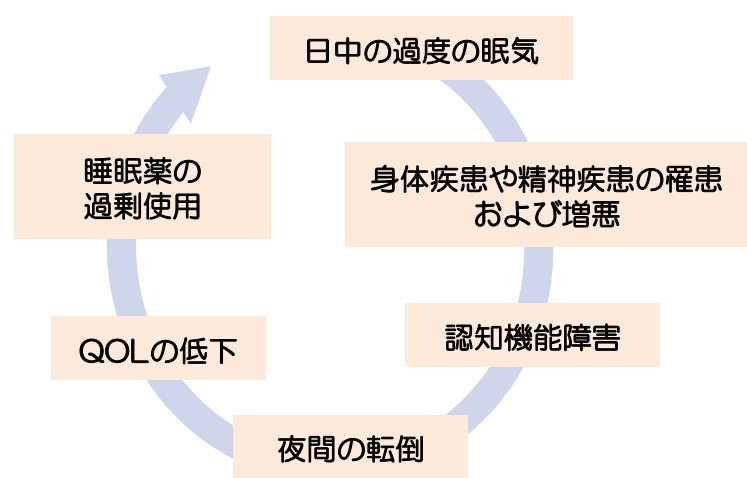 日中の過度の眠気
身体疾患や精神疾患の罹患
および増悪
認知機能障害
夜間の転倒
QOLの低下
睡眠薬の
過剰使用